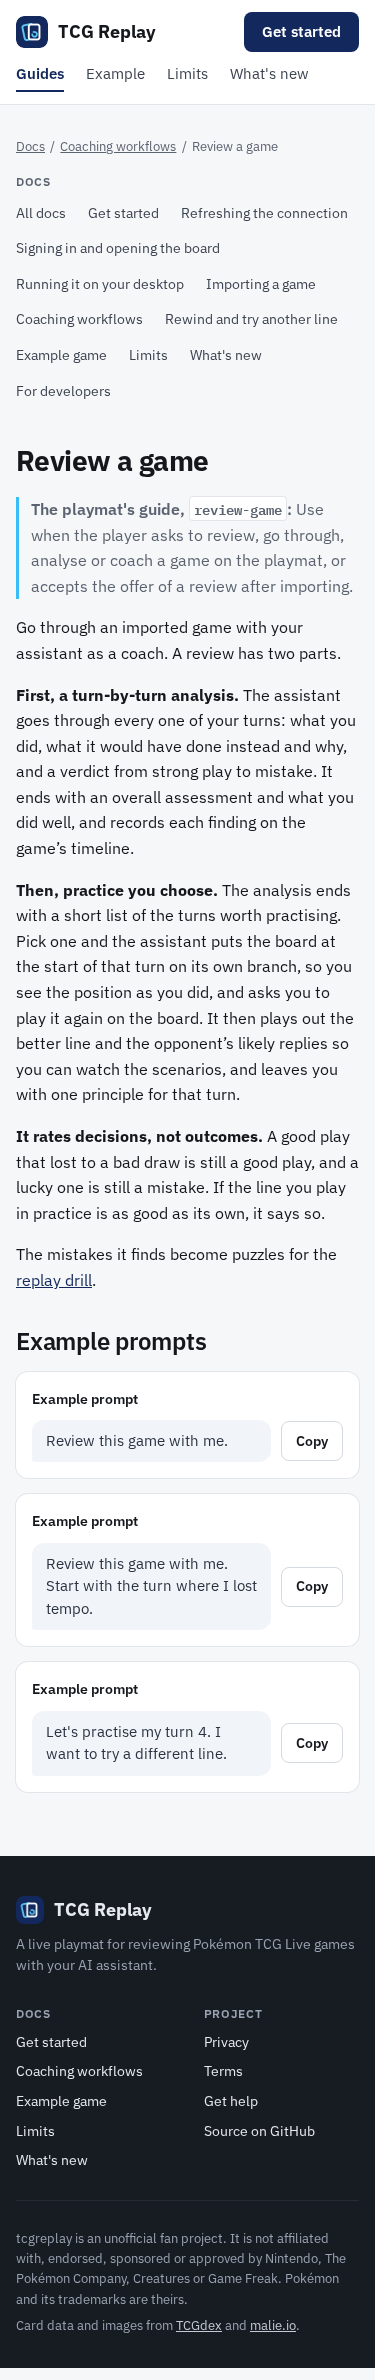 TCG Replay
Get started
Guides Example Limits What's new
Docs / Coaching workflows / Review a game
DOCS
All docs Get started Refreshing the connection
Signing in and opening the board
Running it on your desktop Importing a game
Coaching workflows Rewind and try another line
Example game Limits What's new
For developers
Review a game
The playmat's guide, review-game: Use
when the player asks to review, go through,
analyse or coach a game on the playmat, or
accepts the offer of a review after importing.
Go through an imported game with your
assistant as a coach. A review has two parts.
First, a turn-by-turn analysis. The assistant
goes through every one of your turns: what you
did, what it would have done instead and why,
and a verdict from strong play to mistake. It
ends with an overall assessment and what you
did well, and records each finding on the
game’s timeline.
Then, practice you choose. The analysis ends
with a short list of the turns worth practising.
Pick one and the assistant puts the board at
the start of that turn on its own branch, so you
see the position as you did, and asks you to
play it again on the board. It then plays out the
better line and the opponent’s likely replies so
you can watch the scenarios, and leaves you
with one principle for that turn.
It rates decisions, not outcomes. A good play
that lost to a bad draw is still a good play, and a
lucky one is still a mistake. If the line you play
in practice is as good as its own, it says so.
The mistakes it finds become puzzles for the
replay drill.
Example prompts
Example prompt
Review this game with me.
Copy
Example prompt
Review this game with me.
Start with the turn where I lost
tempo.
Copy
Example prompt
Let's practise my turn 4. I
want to try a different line.
Copy
TCG Replay
A live playmat for reviewing Pokémon TCG Live games
with your AI assistant.
DOCS
Get started
Coaching workflows
Example game
Limits
What's new
PROJECT
Privacy
Terms
Get help
Source on GitHub
tcgreplay is an unofficial fan project. It is not affiliated
with, endorsed, sponsored or approved by Nintendo, The
Pokémon Company, Creatures or Game Freak. Pokémon
and its trademarks are theirs.
Card data and images from TCGdex and malie.io.